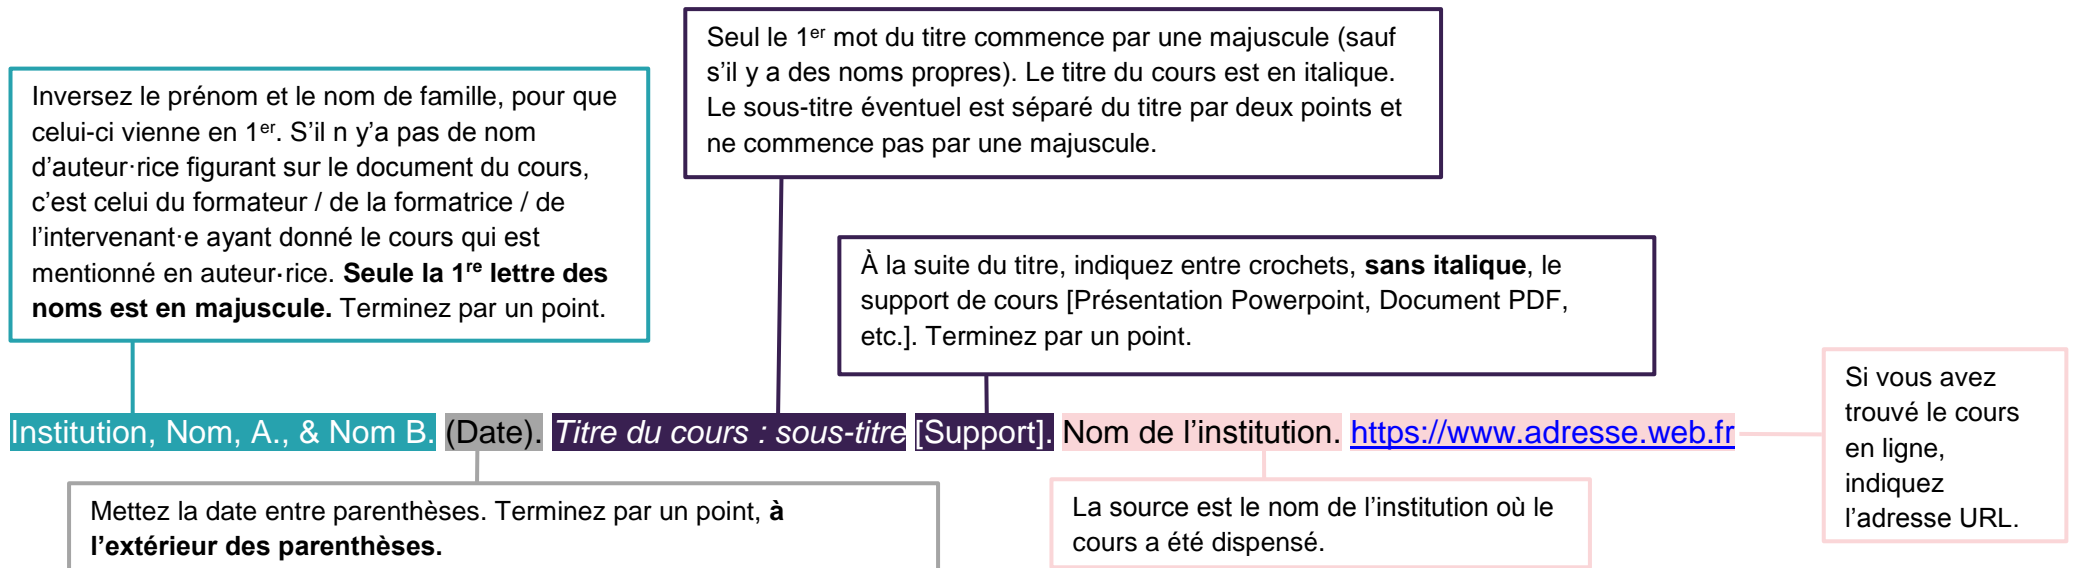 Seul le 1er mot du titre commence par une majuscule (sauf
s’il y a des noms propres). Le titre du cours est en italique.
Le sous-titre éventuel est séparé du titre par deux points et
ne commence pas par une majuscule.
Inversez le prénom et le nom de famille, pour que
celui-ci vienne en 1er. S’il n y’a pas de nom
d’auteur·rice figurant sur le document du cours,
c’est celui du formateur / de la formatrice / de
l’intervenant·e ayant donné le cours qui est
mentionné en auteur·rice. Seule la 1re lettre des
noms est en majuscule. Terminez par un point.
À la suite du titre, indiquez entre crochets, sans italique, le
support de cours [Présentation Powerpoint, Document PDF,
etc.]. Terminez par un point.
Institution, Nom, A., & Nom B. (Date). Titre du cours : sous-titre [Support]. Nom de l’institution. https://www.adresse.web.fr
Si vous avez
trouvé le cours
en ligne,
indiquez
l’adresse URL.
Mettez la date entre parenthèses. Terminez par un point, à
l’extérieur des parenthèses.
La source est le nom de l’institution où le
cours a été dispensé.